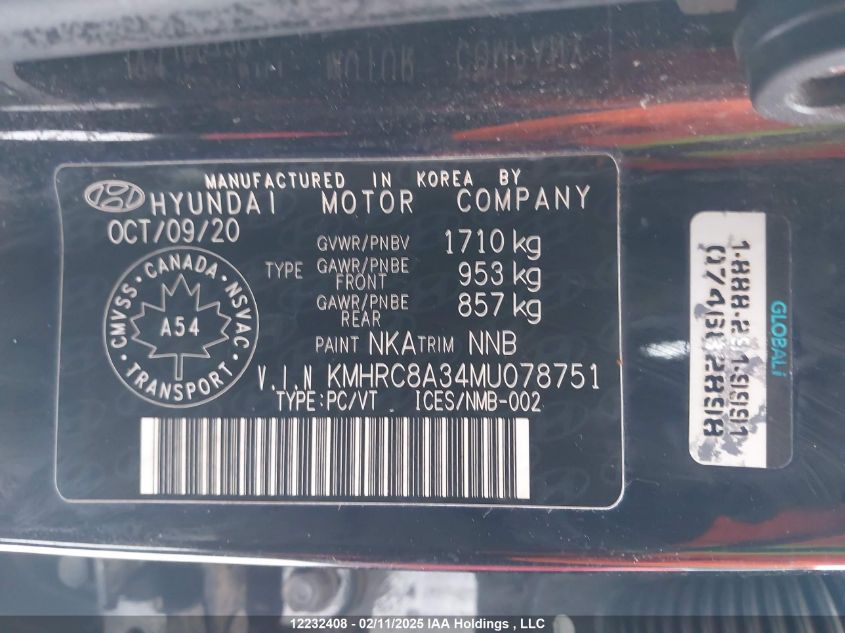 MANUFACTURED IN KOREA BY
HYUNDAI MOTOR COMPANY
OCT/09/20
GVWR/PNBV 1710 kg
TYPE GAWR/PNBE FRONT 953 kg
GAWR/PNBE REAR 857 kg
CMVSS · CANADA · NSVAC
A54
TRANSPORT
PAINT NKA TRIM NNB
V.I.N KMHRC8A34MU078751
TYPE:PC/VT ICES/NMB-002
GLOBALi
12232408 - 02/11/2025 IAA Holdings , LLC